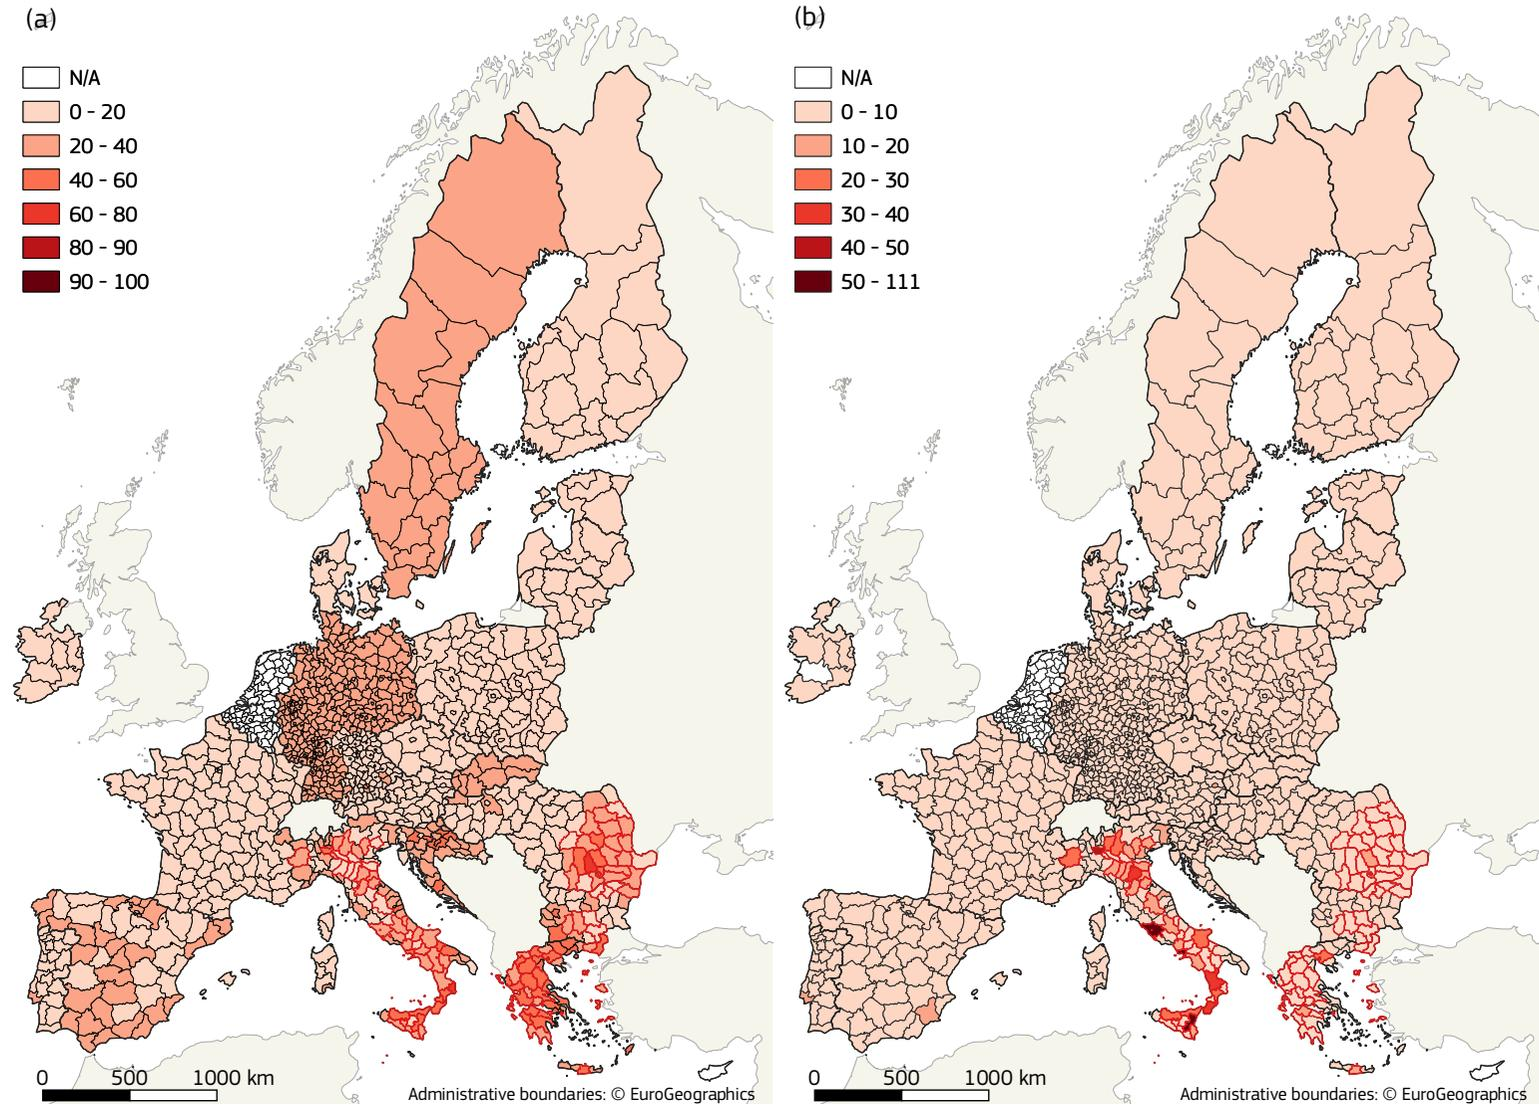 (a)
N/A
0 - 20
20 - 40
40 - 60
60 - 80
80 - 90
90 - 100
0 500 1000 km
Administrative boundaries: © EuroGeographics
(b)
N/A
0 - 10
10 - 20
20 - 30
30 - 40
40 - 50
50 - 111
0 500 1000 km
Administrative boundaries: © EuroGeographics